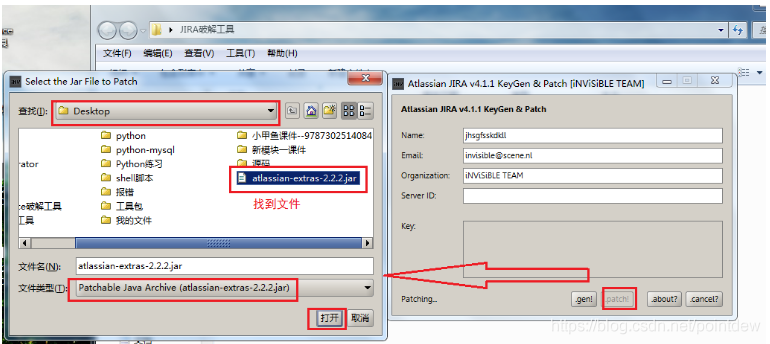 JIRA破解工具
文件(F) 编辑(E) 查看(V) 工具(T) 帮助(H)
Select the Jar File to Patch
查找(I):
Desktop
python
python-mysql
Python练习
shell脚本
报错
工具包
我的文件
rator
破解工具
工具
小甲鱼课件--9787302514084
新模块一课件
源码
atlassian-extras-2.2.2.jar
找到文件
文件名(N):
atlassian-extras-2.2.2.jar
文件类型(T):
Patchable Java Archive (atlassian-extras-2.2.2.jar)
打开
取消
Atlassian JIRA v4.1.1 KeyGen & Patch [iNViSiBLE TEAM]
Atlassian JIRA v4.1.1 KeyGen & Patch
Name:
jhsgfsskdkll
Email:
invisible@scene.nl
Organization:
iNViSiBLE TEAM
Server ID:
Key:
Patching...
.gen!
.patch!
.about?
.cancel?
https://blog.csdn.net/pointdew